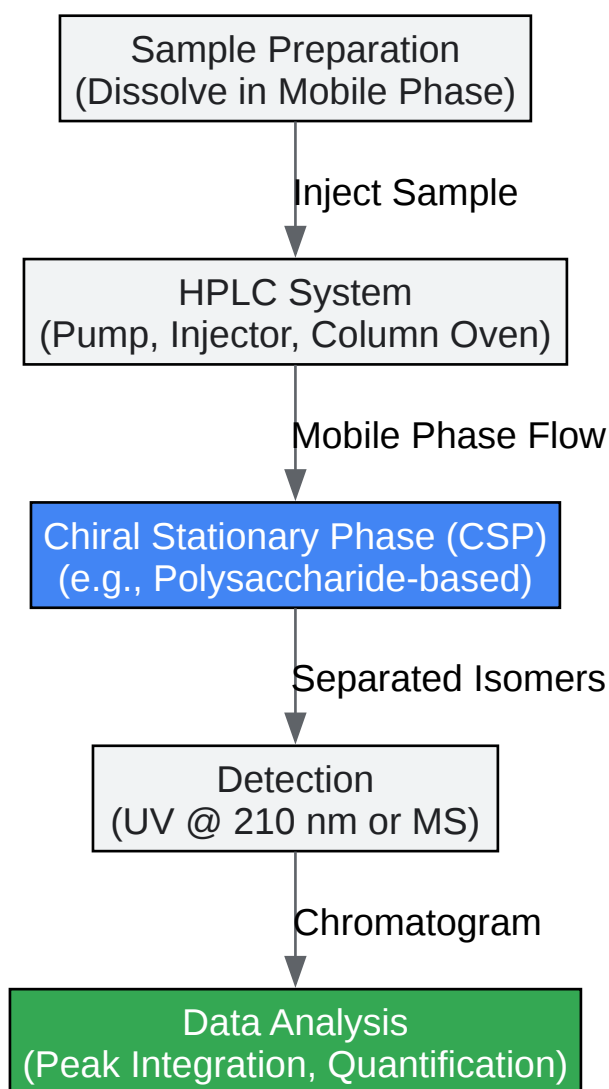 Sample Preparation
(Dissolve in Mobile Phase)
Inject Sample
HPLC System
(Pump, Injector, Column Oven)
Mobile Phase Flow
Chiral Stationary Phase (CSP)
(e.g., Polysaccharide-based)
Separated Isomers
Detection
(UV @ 210 nm or MS)
Chromatogram
Data Analysis
(Peak Integration, Quantification)